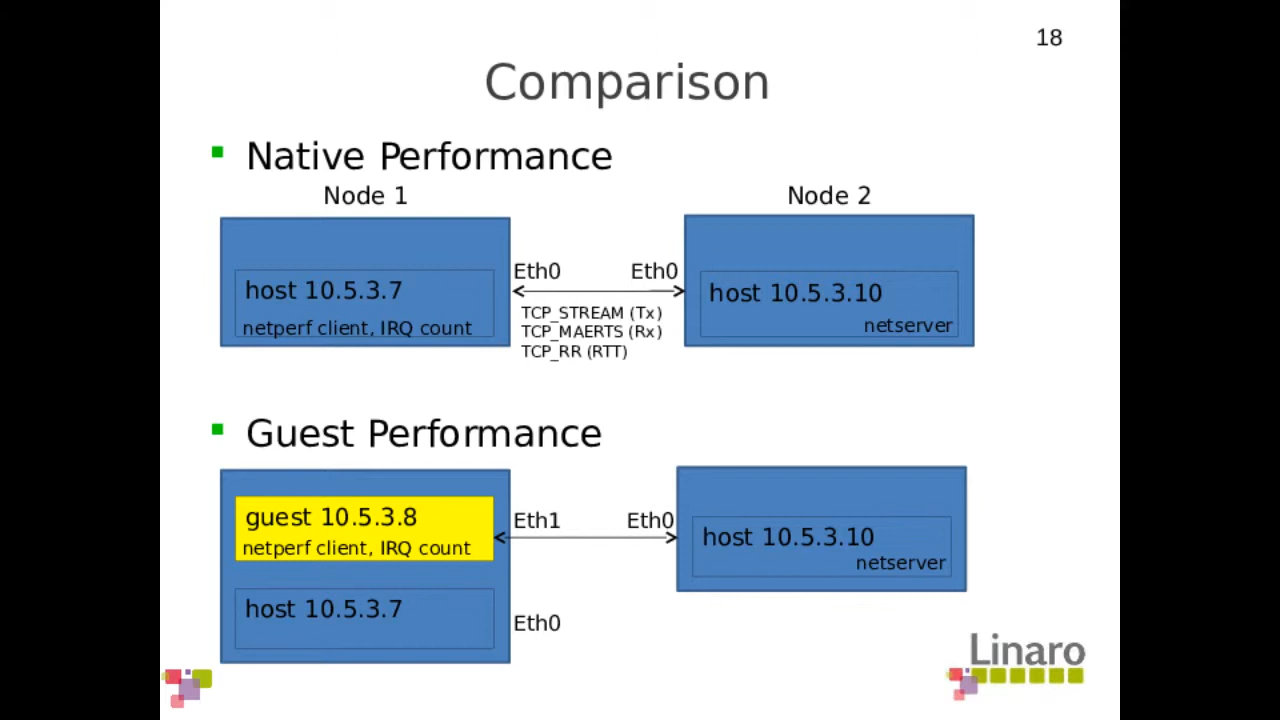 18
Comparison
Native Performance
Node 1
Node 2
host 10.5.3.7
netperf client, IRQ count
Eth0
Eth0
TCP_STREAM (Tx)
TCP_MAERTS (Rx)
TCP_RR (RTT)
host 10.5.3.10
netserver
Guest Performance
guest 10.5.3.8
netperf client, IRQ count
Eth1
Eth0
host 10.5.3.10
netserver
host 10.5.3.7
Eth0
Linaro